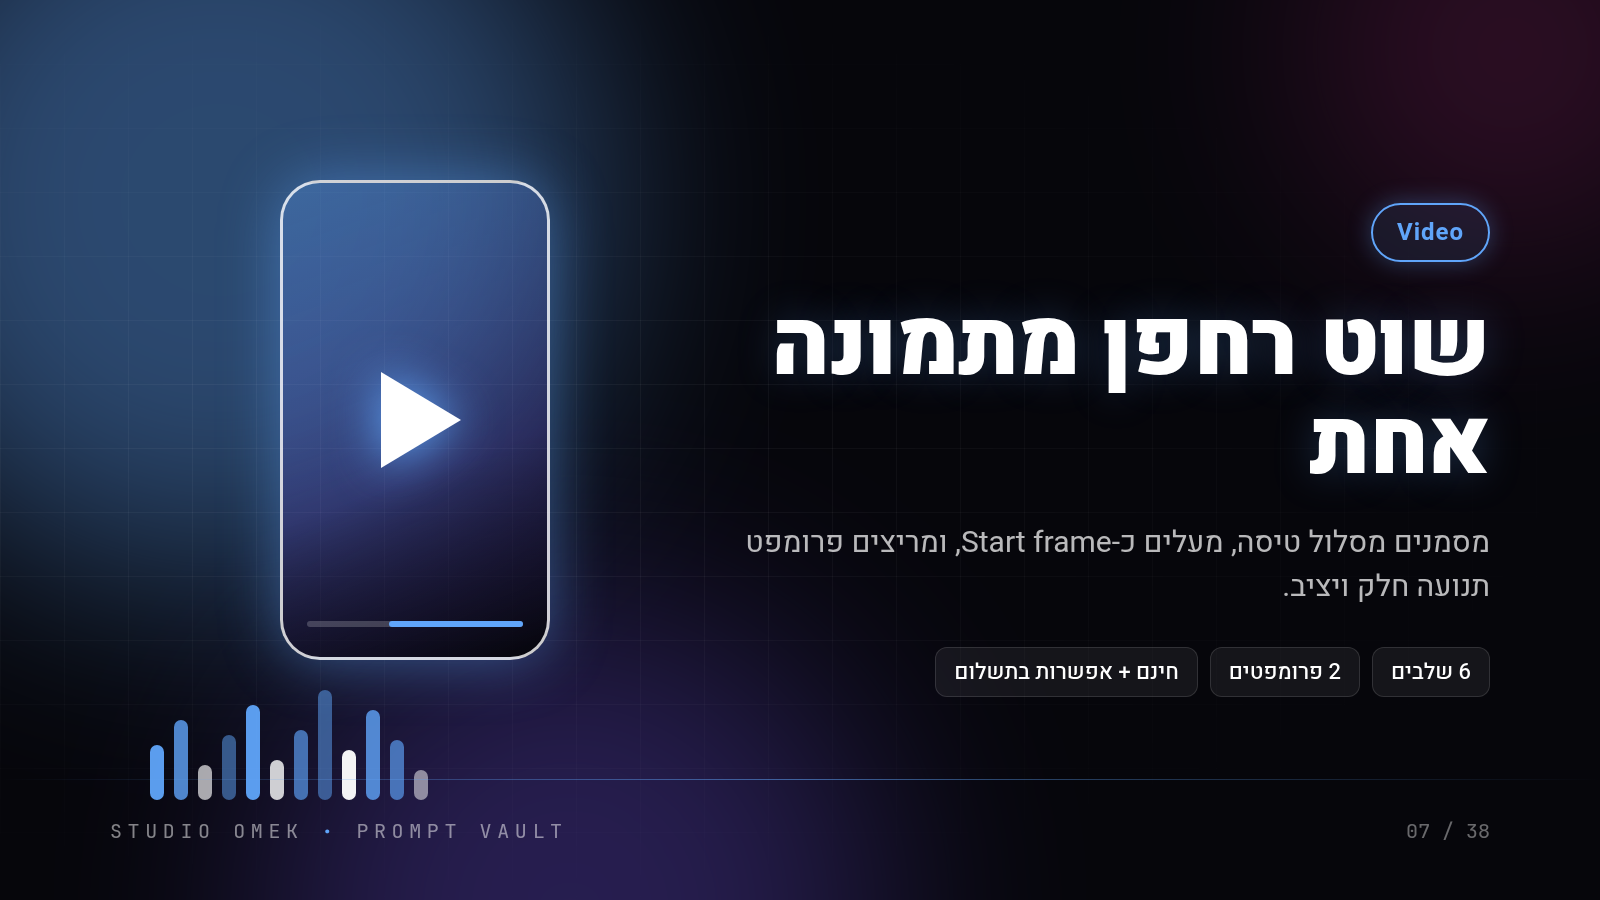 Video
שוט רחפן מתמונה
אחת
מסמנים מסלול טיסה, מעלים כ-Start frame, ומריצים פרומפט
תנועה חלק ויציב.
6 שלבים
2 פרומפטים
חינם + אפשרות בתשלום
STUDIO OMEK · PROMPT VAULT
07 / 38